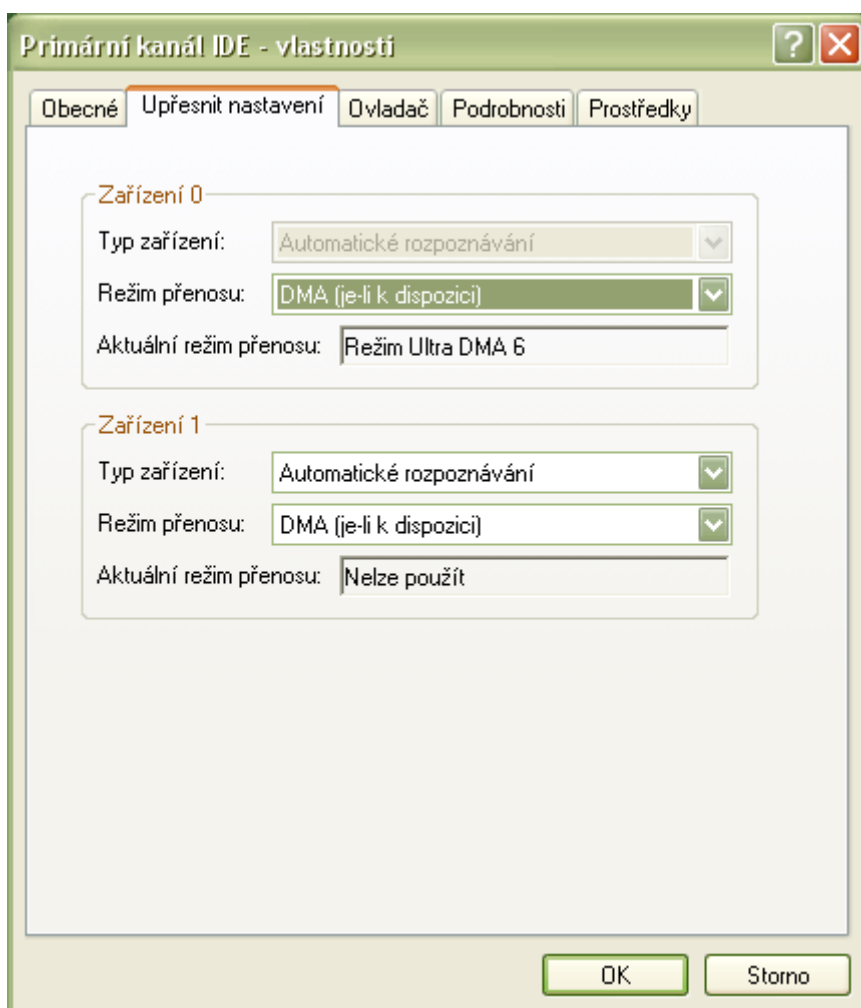 Primární kanál IDE - vlastnosti
Obecné Upřesnit nastavení Ovladač Podrobnosti Prostředky
Zařízení 0
Typ zařízení: Automatické rozpoznávání
Režim přenosu: DMA (je-li k dispozici)
Aktuální režim přenosu: Režim Ultra DMA 6
Zařízení 1
Typ zařízení: Automatické rozpoznávání
Režim přenosu: DMA (je-li k dispozici)
Aktuální režim přenosu: Nelze použít
OK Storno